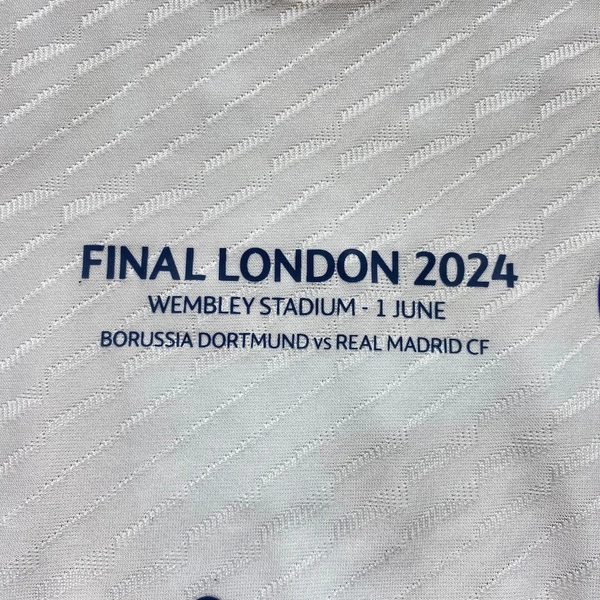 FINAL LONDON 2024
WEMBLEY STADIUM - 1 JUNE
BORUSSIA DORTMUND vs REAL MADRID CF